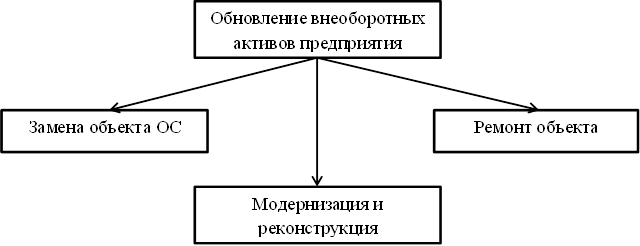 Обновление внеоборотных
активов предприятия
Замена объекта ОС
Ремонт объекта
Модернизация и
реконструкция